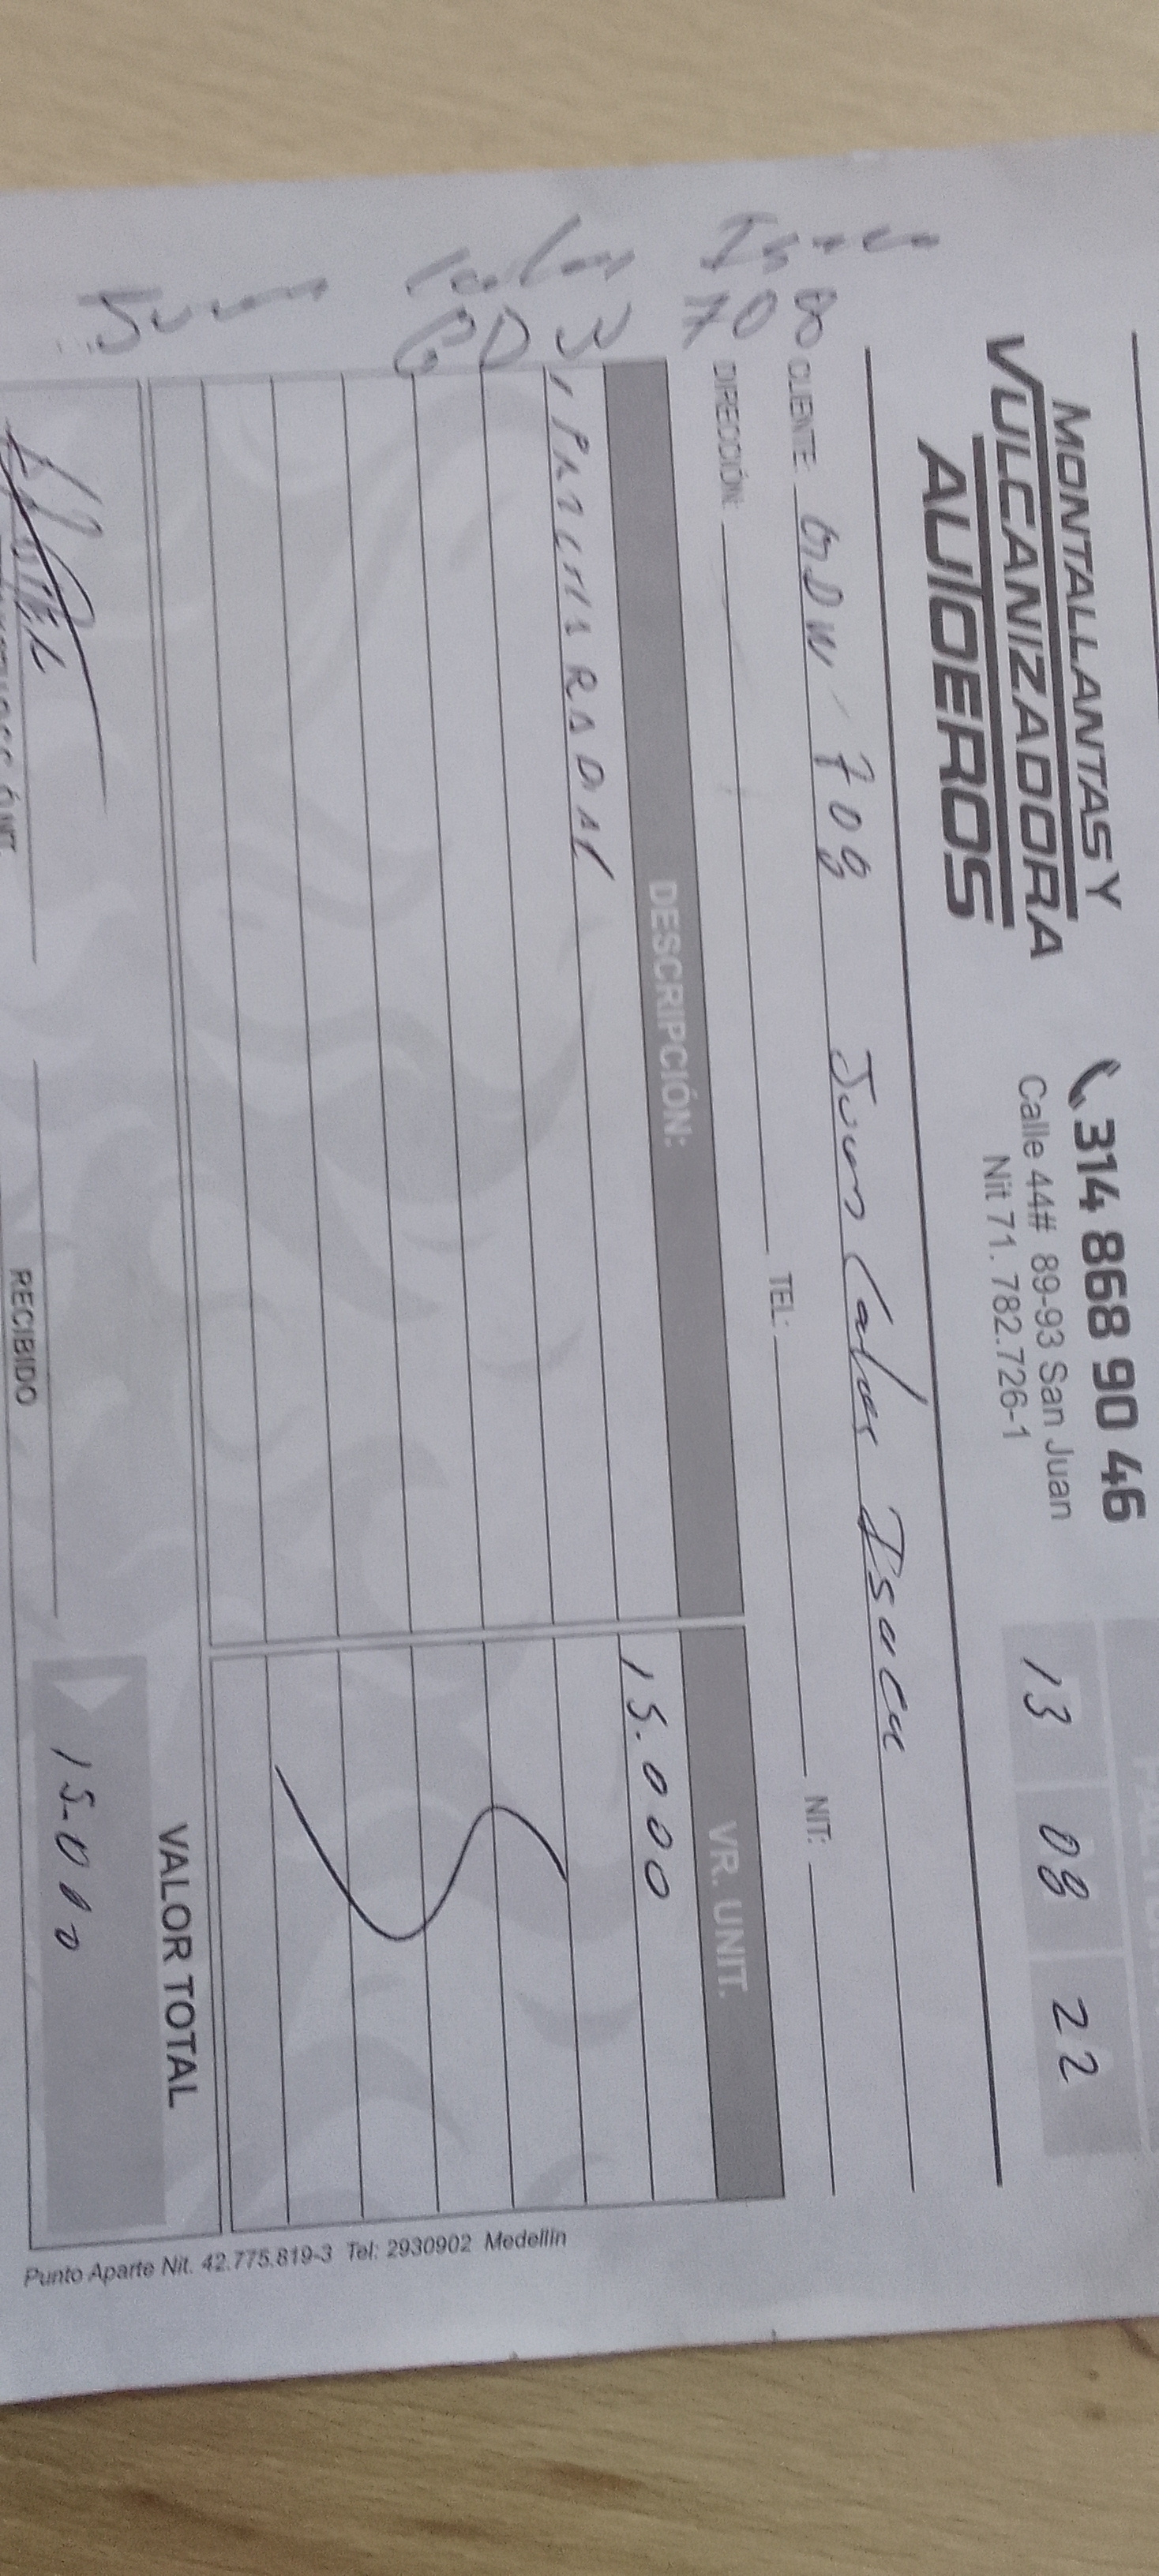 MONTALLANTAS Y
VULCANIZADORA
AUTOEROS
314 868 90 46
Calle 44# 89-93 San Juan
Nit 71. 782.726-1
13 08 22
CLIENTE: GDW 708 Juan Carlos Isaza
DIRECCIÓN: TEL: NIT:
DESCRIPCIÓN: VR. UNIT.
1 PARCHA RADIAL 15.000
VALOR TOTAL
15.000
RECIBIDO
Punto Aparte Nit. 42.775.819-3 Tel: 2930902 Medellín
Juan Carlos Isaza
GDW 708